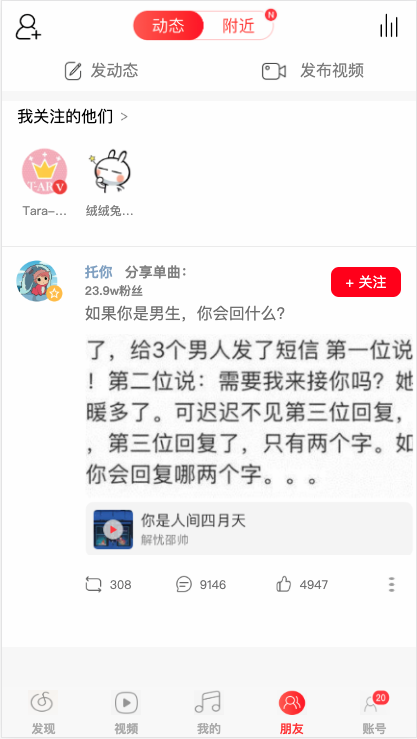 动态 附近 N
发动态 发布视频
我关注的他们 >
T-AR V
Tara-... 绒绒兔...
托你 分享单曲：
+ 关注
23.9w粉丝
如果你是男生，你会回什么？
了，给3个男人发了短信 第一位说
！第二位说：需要我来接你吗？她
暖多了。可迟迟不见第三位回复，
，第三位回复了，只有两个字。如
你会回复哪两个字。。。
你是人间四月天
解忧邵帅
308 9146 4947
20
发现 视频 我的 朋友 账号